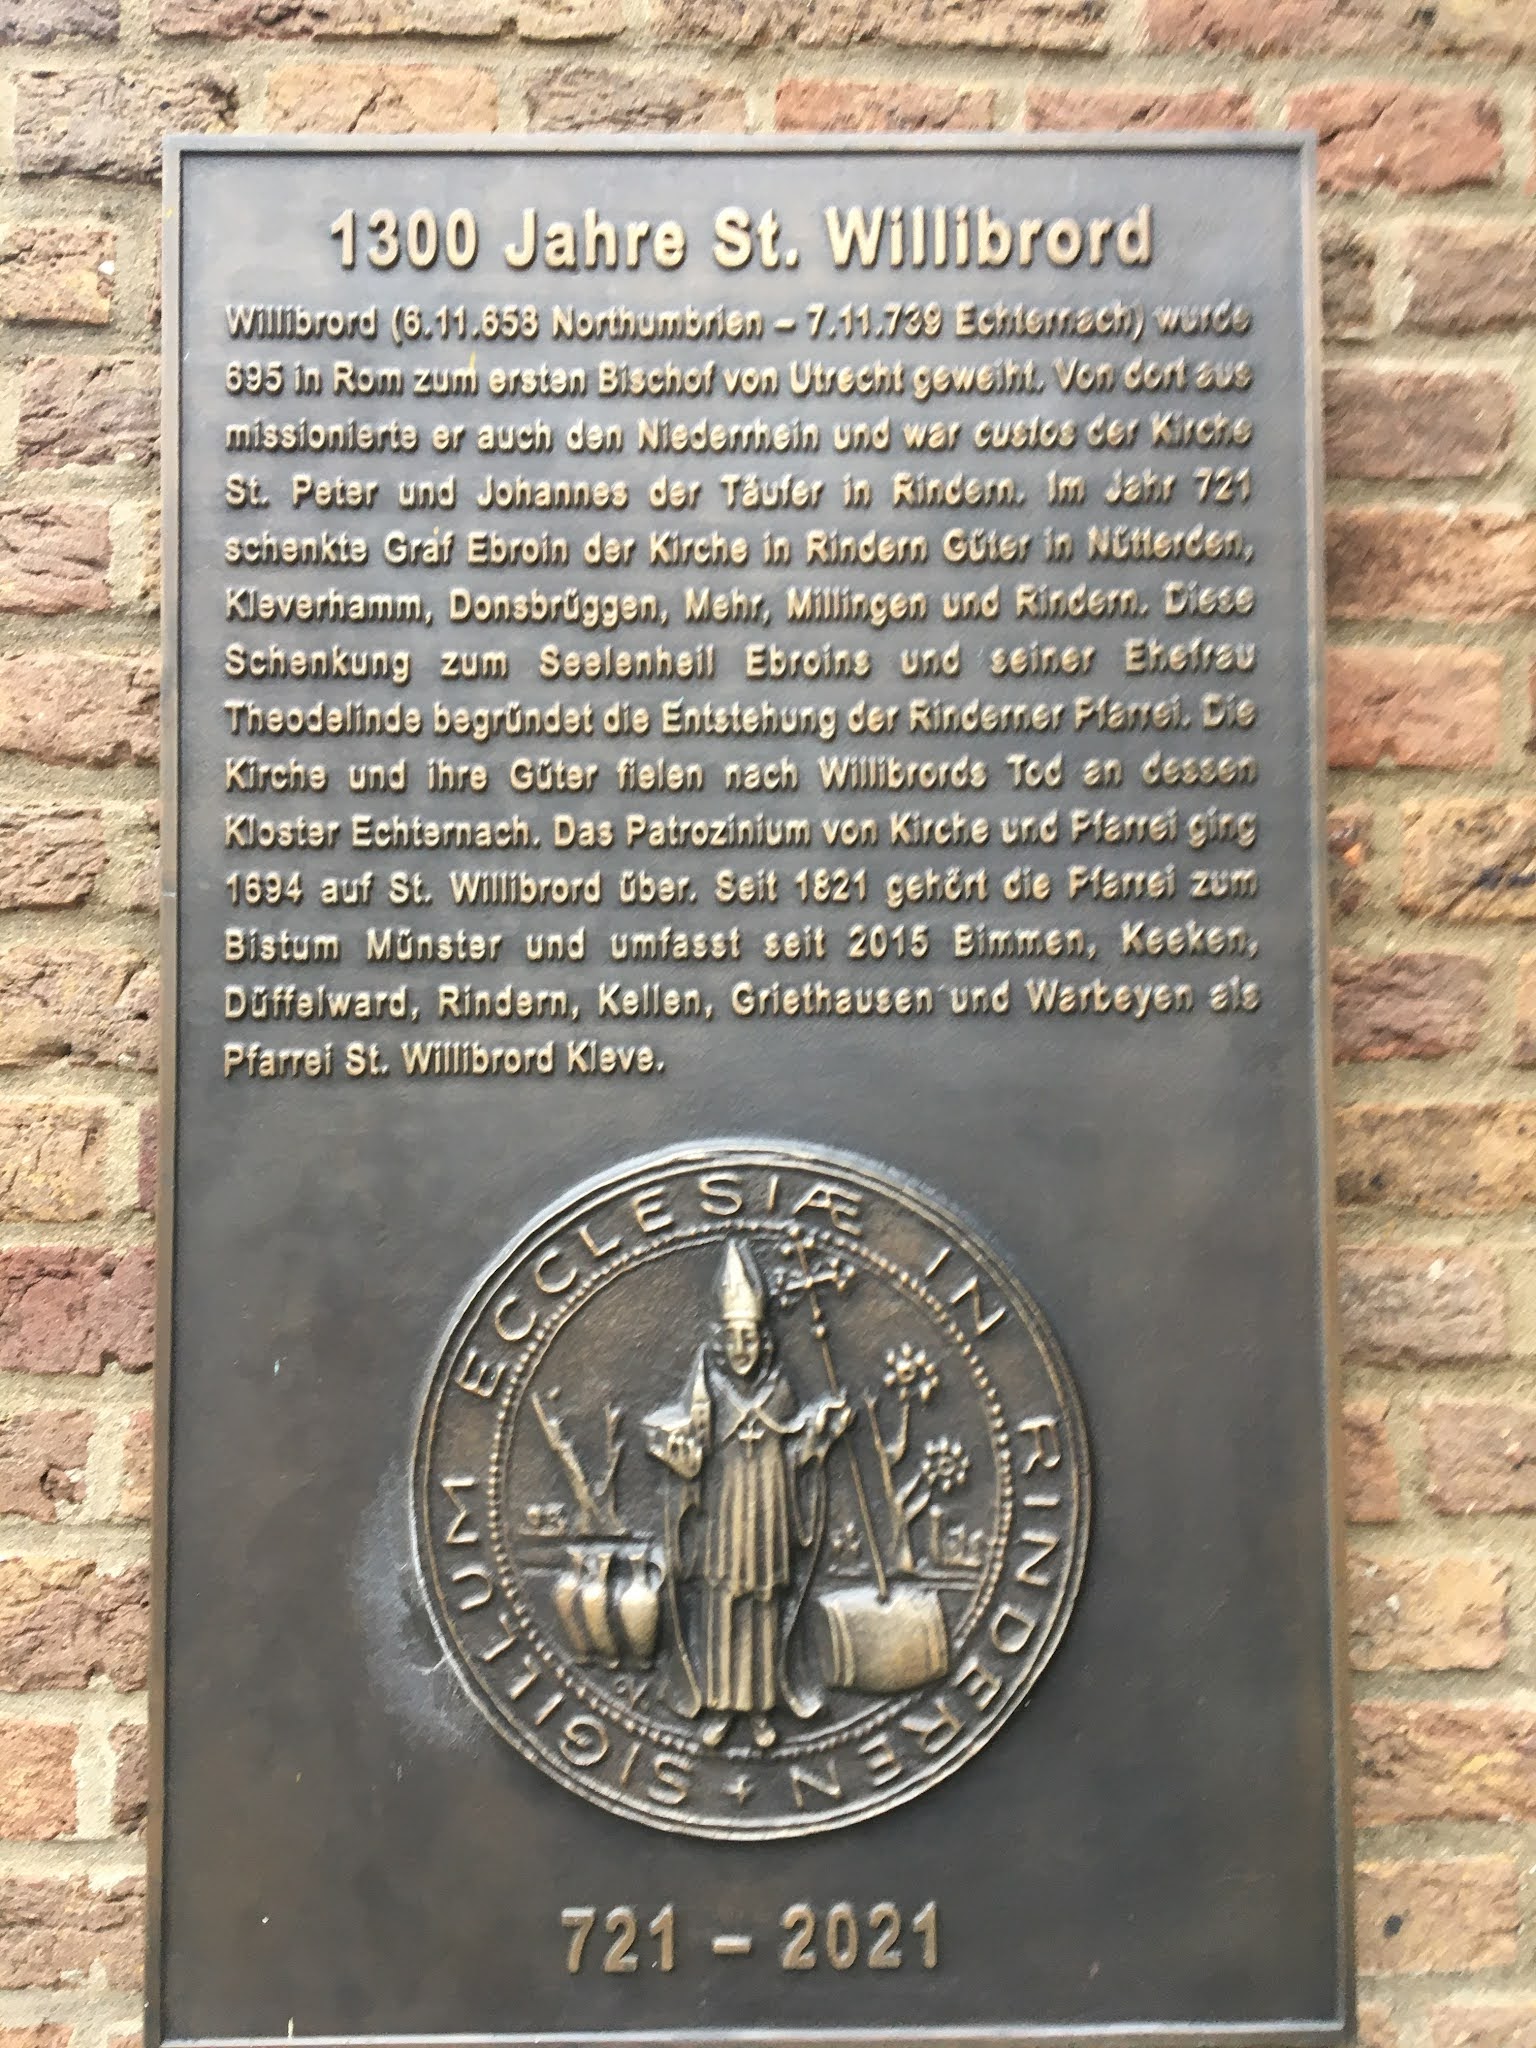 1300 Jahre St. Willibrord
Willibrord (6.11.658 Northumbrien – 7.11.739 Echternach) wurde
695 in Rom zum ersten Bischof von Utrecht geweiht. Von dort aus
missionierte er auch den Niederrhein und war custos der Kirche
St. Peter und Johannes der Täufer in Rindern. Im Jahr 721
schenkte Graf Ebroin der Kirche in Rindern Güter in Nütterden,
Kleverhamm, Donsbrüggen, Mehr, Millingen und Rindern. Diese
Schenkung zum Seelenheil Ebroins und seiner Ehefrau
Theodelinde begründet die Entstehung der Rinderner Pfarrei. Die
Kirche und ihre Güter fielen nach Willibrords Tod an dessen
Kloster Echternach. Das Patrozinium von Kirche und Pfarrei ging
1694 auf St. Willibrord über. Seit 1821 gehört die Pfarrei zum
Bistum Münster und umfasst seit 2015 Bimmen, Keeken,
Düffelward, Rindern, Kellen, Griethausen und Warbeyen als
Pfarrei St. Willibrord Kleve.
SIGILLUM ECCLESIÆ IN RINDEREN
721 – 2021